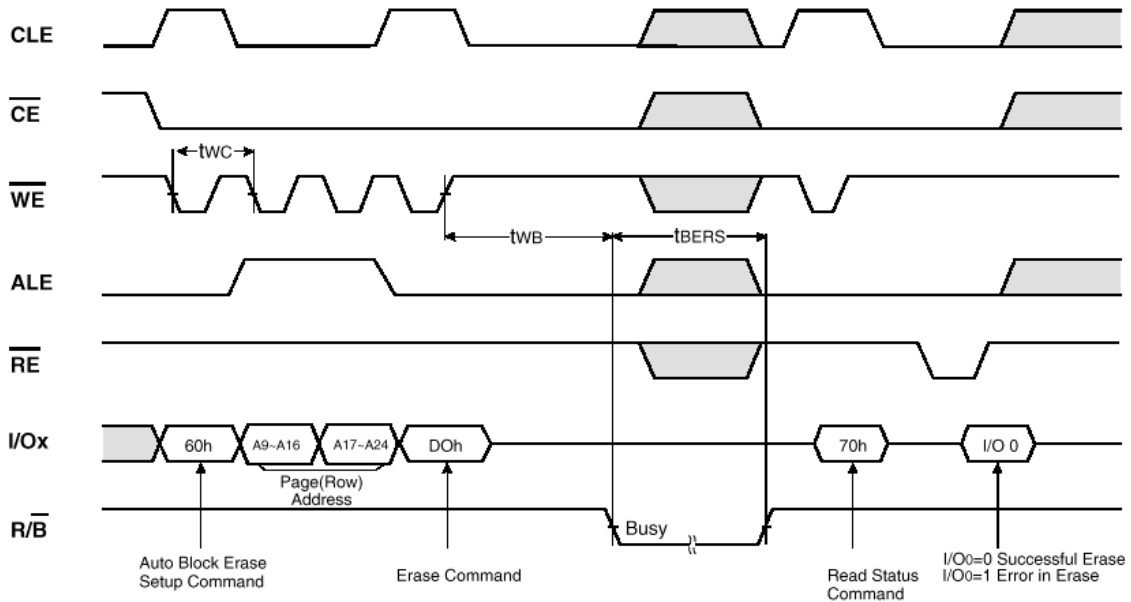 CLE
CE
tWC
WE
tWB
tBERS
ALE
RE
I/Ox
60h
A9~A16
A17~A24
DOh
70h
I/O 0
Page(Row)
Address
R/B
Busy
Auto Block Erase
Setup Command
Erase Command
Read Status
Command
I/O0=0 Successful Erase
I/O0=1 Error in Erase